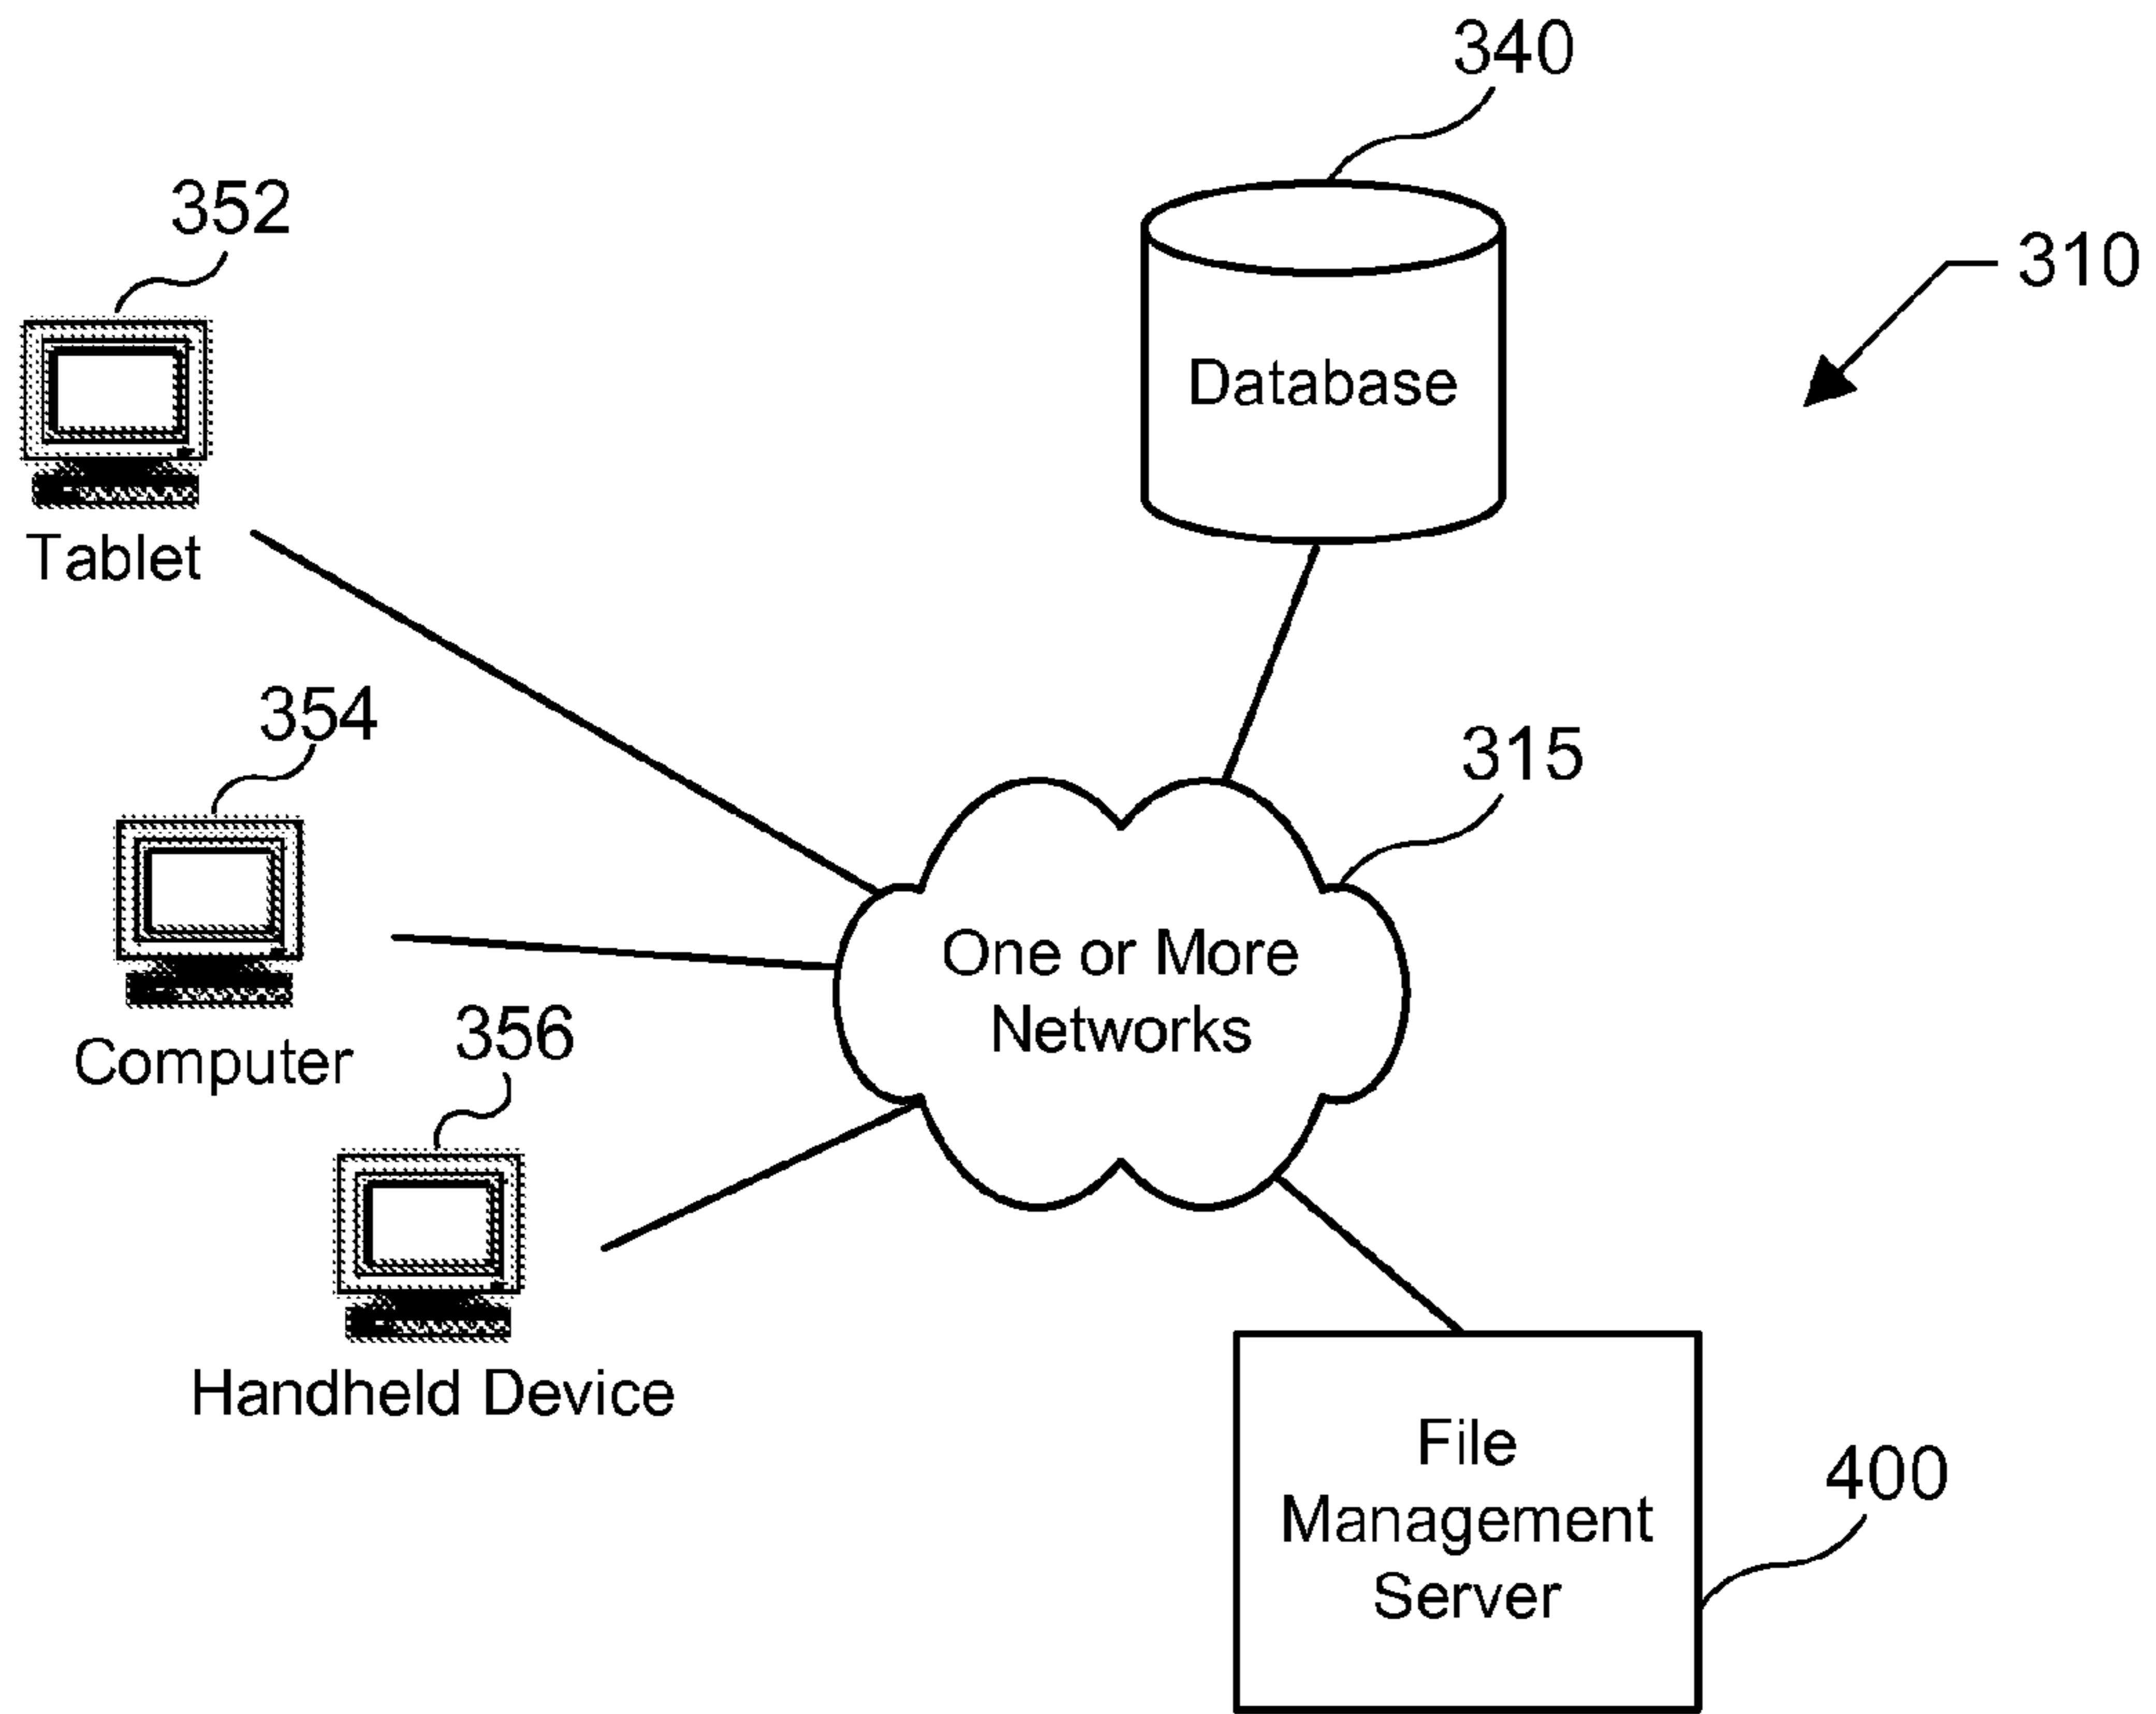 340
352
310
Database
Tablet
354
315
One or More
Networks
356
Computer
Handheld Device
File
Management
Server
400